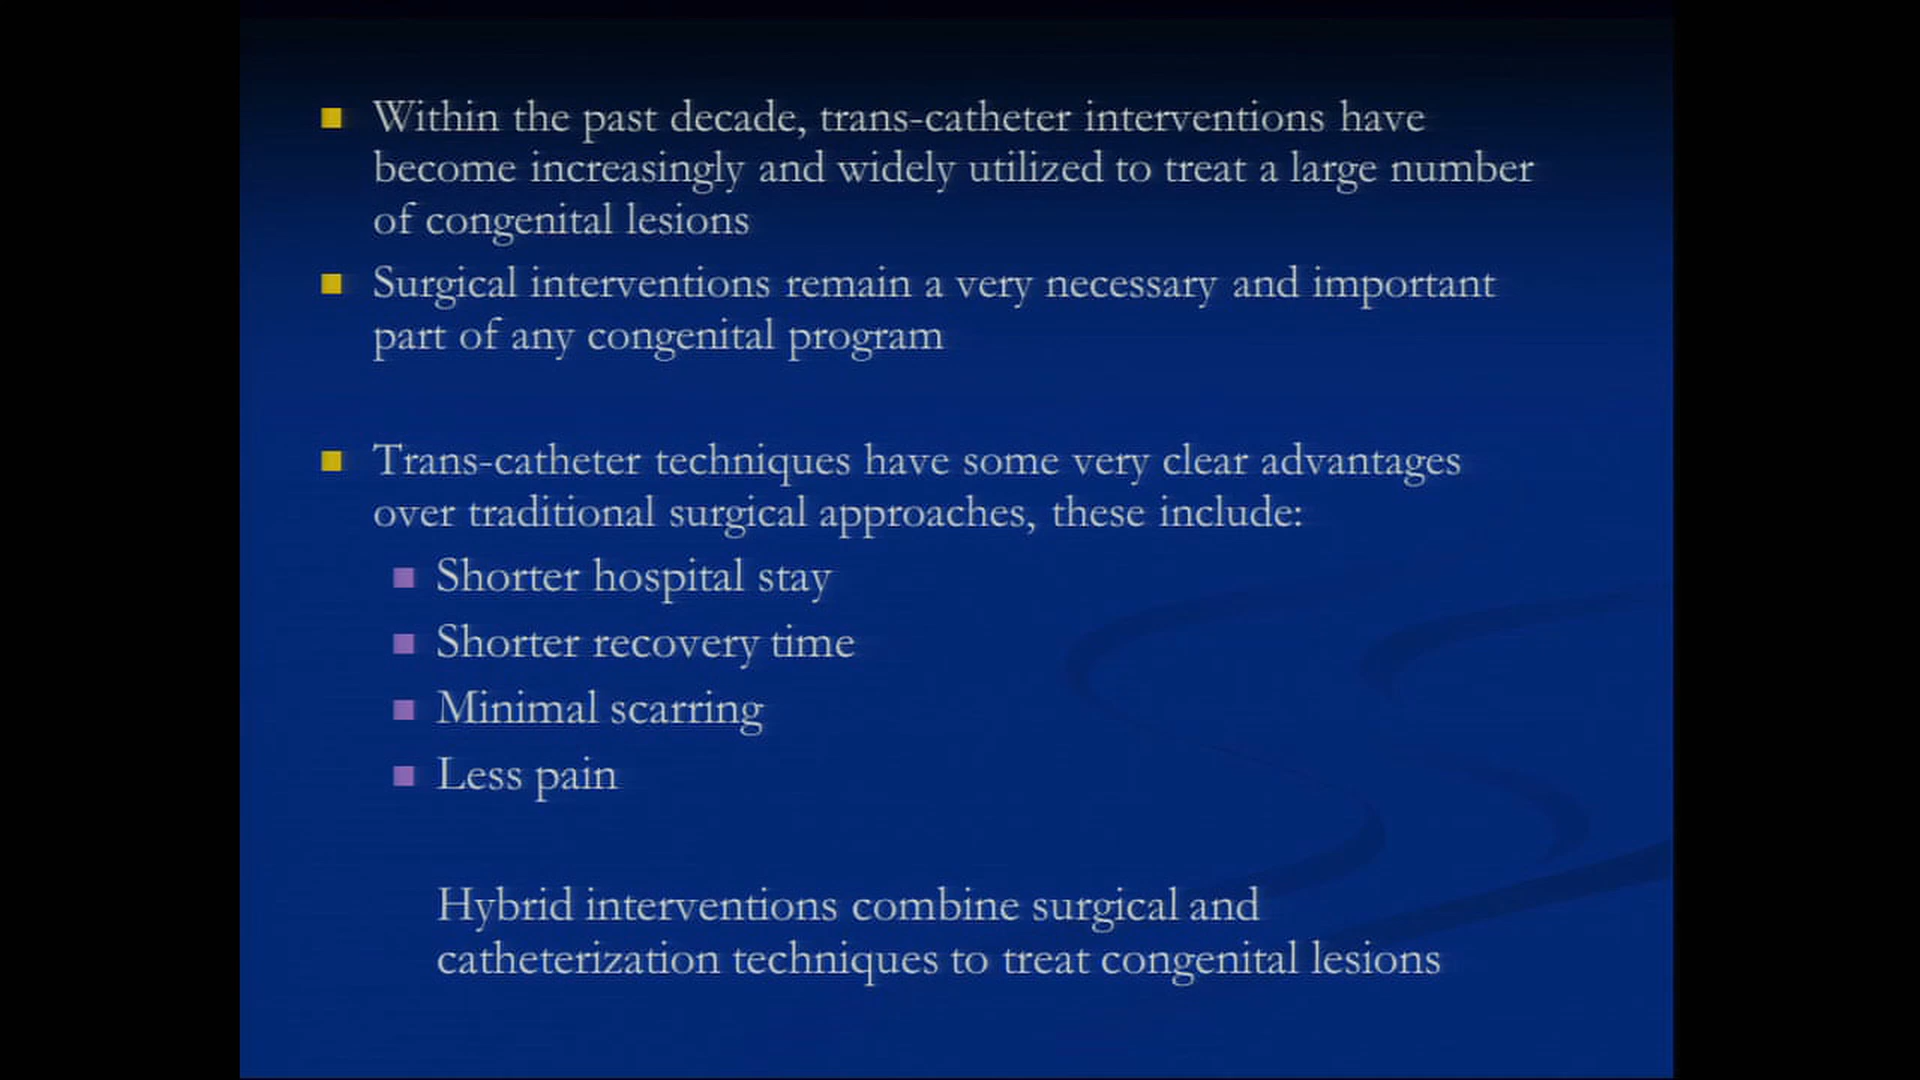 Within the past decade, trans-catheter interventions have
become increasingly and widely utilized to treat a large number
of congenital lesions
Surgical interventions remain a very necessary and important
part of any congenital program
Trans-catheter techniques have some very clear advantages
over traditional surgical approaches, these include:
Shorter hospital stay
Shorter recovery time
Minimal scarring
Less pain
Hybrid interventions combine surgical and
catheterization techniques to treat congenital lesions